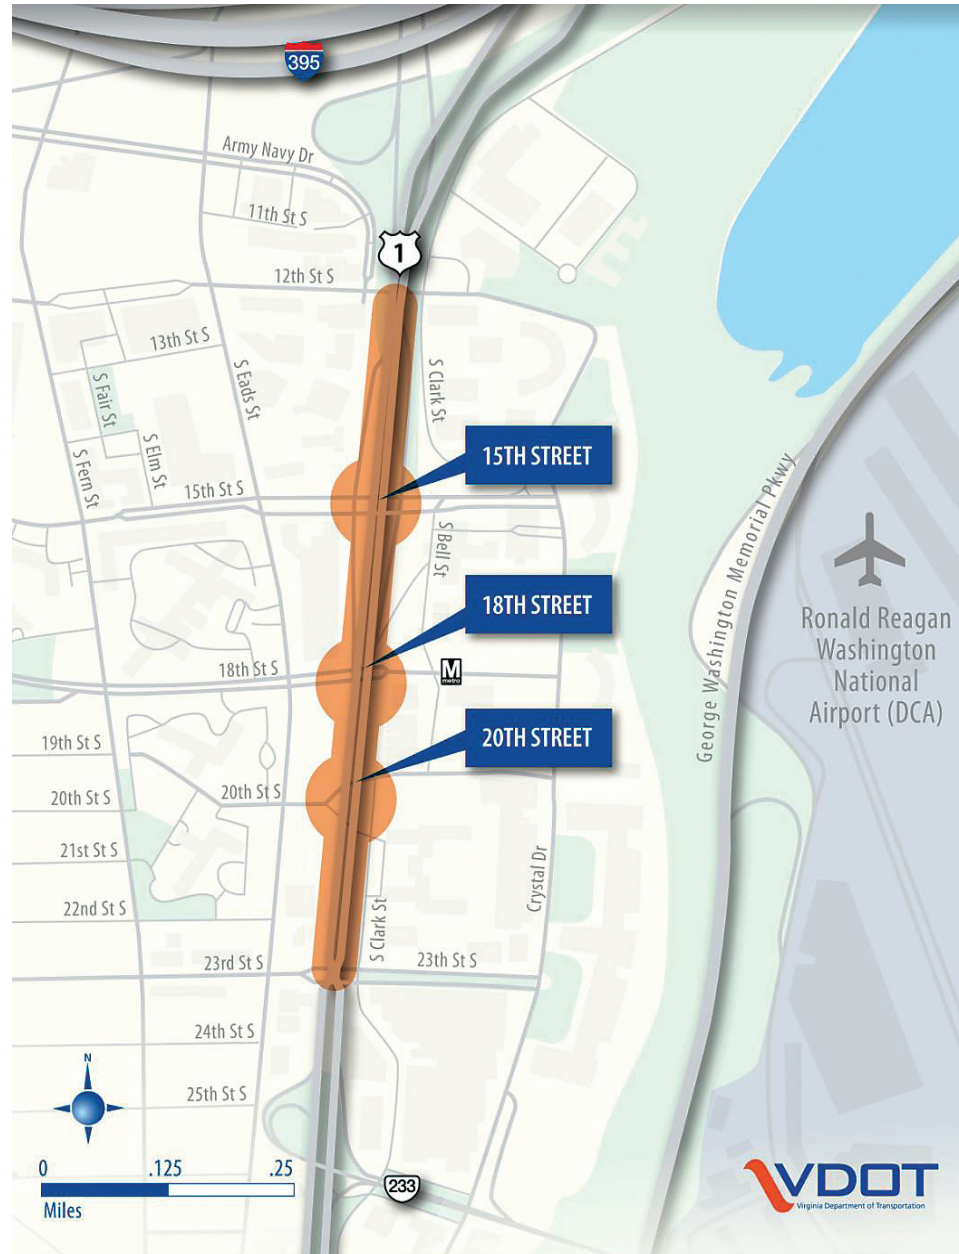 395
Army Navy Dr
11th St S
1
12th St S
13th St S
S Clark St
S Fair St
S Eads St
S Elm St
S Fern St
15TH STREET
15th St S
S Bell St
George Washington Memorial Pkwy
18TH STREET
Ronald Reagan
Washington
National
Airport (DCA)
18th St S
M
metro
20TH STREET
19th St S
20th St S
20th St S
21st St S
Crystal Dr
22nd St S
S Clark St
23rd St S
23th St S
24th St S
N
25th St S
0 .125 .25
Miles
233
VDOT
Virginia Department of Transportation